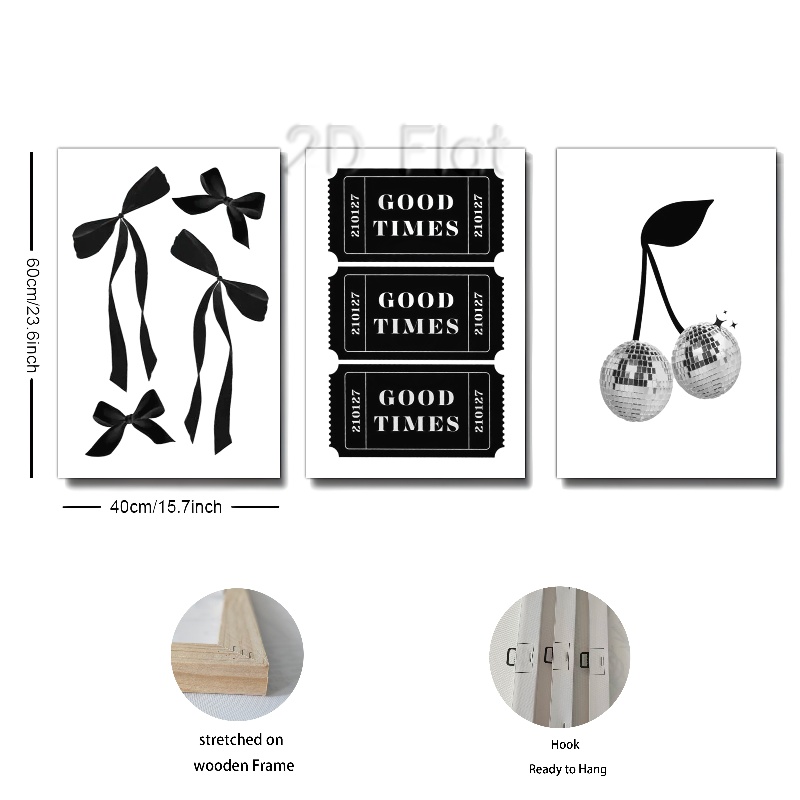 2D Flat
60cm/23.6inch
210127
GOOD
TIMES
210127
210127
GOOD
TIMES
210127
210127
GOOD
TIMES
210127
40cm/15.7inch
stretched on
wooden Frame
Hook
Ready to Hang